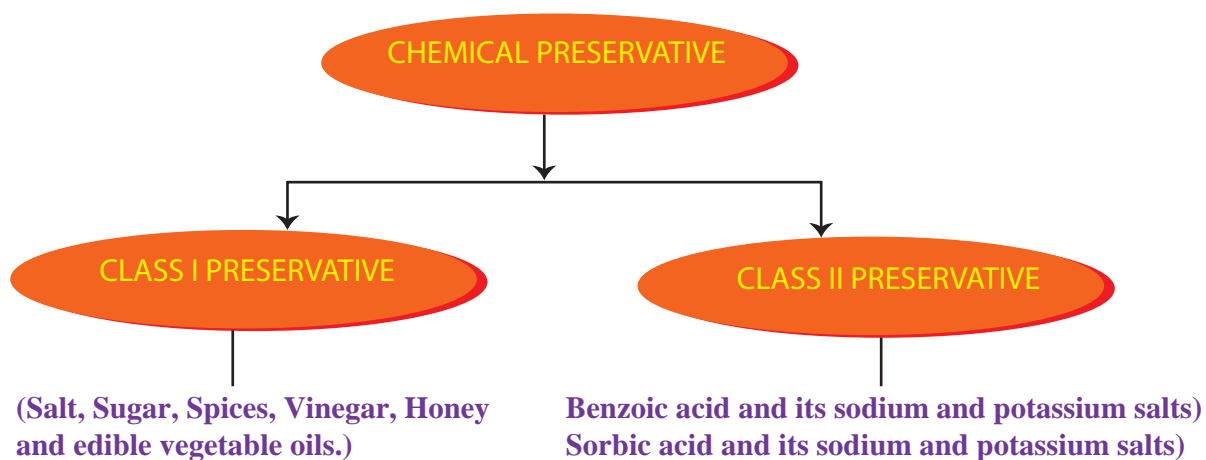 CHEMICAL PRESERVATIVE
CLASS I PRESERVATIVE
CLASS II PRESERVATIVE
(Salt, Sugar, Spices, Vinegar, Honey
and edible vegetable oils.)
Benzoic acid and its sodium and potassium salts)
Sorbic acid and its sodium and potassium salts)